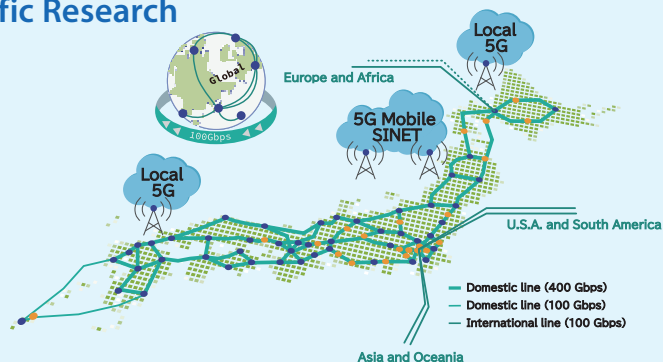 fic Research
Local
5G
Global
Europe and Africa
100Gbps
5G Mobile
SINET
Local
5G
U.S.A. and South America
Domestic line (400 Gbps)
Domestic line (100 Gbps)
International line (100 Gbps)
Asia and Oceania